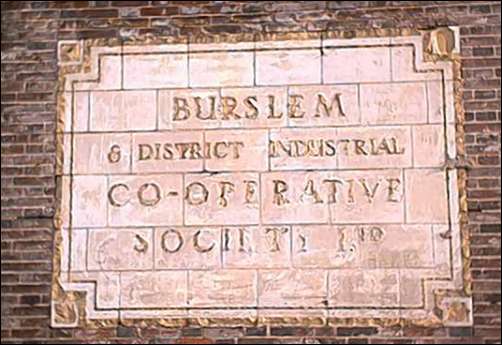 BURSLEM
& DISTRICT INDUSTRIAL
CO-OPERATIVE
SOCIETY LTD